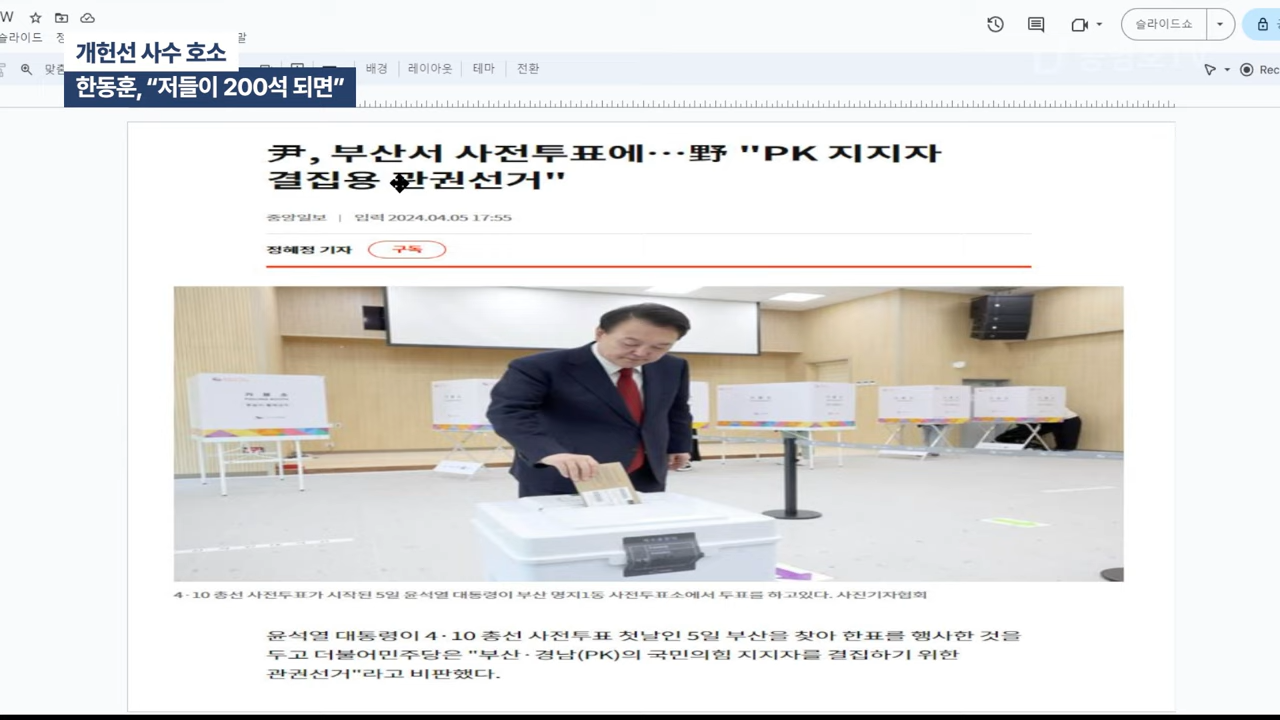 W
슬라이드
개헌선 사수 호소
한동훈, “저들이 200석 되면”
배경
레이아웃
테마
전환
슬라이드쇼
Rec
尹, 부산서 사전투표에…野 "PK 지지자
결집용 관권선거"
중앙일보 | 입력 2024.04.05 17:55
정혜정 기자
구독
기 표 소
4·10 총선 사전투표가 시작된 5일 윤석열 대통령이 부산 명지1동 사전투표소에서 투표를 하고있다. 사진기자협회
윤석열 대통령이 4·10 총선 사전투표 첫날인 5일 부산을 찾아 한표를 행사한 것을
두고 더불어민주당은 "부산·경남(PK)의 국민의힘 지지자를 결집하기 위한
관권선거"라고 비판했다.